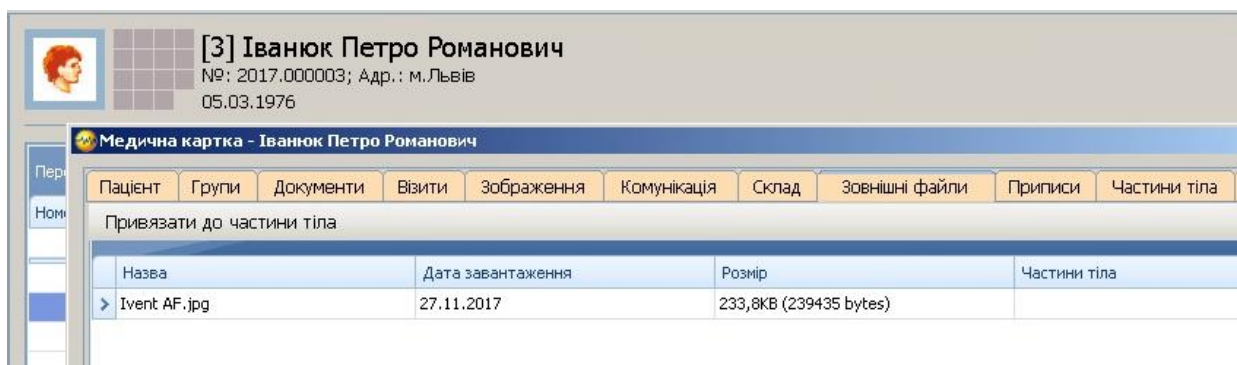 [3] Іванюк Петро Романович
№: 2017.000003; Адр.: м.Львів
05.03.1976
Медична картка - Іванюк Петро Романович
Пацієнт Групи Документи Візити Зображення Комунікація Склад Зовнішні файли Приписи Частини тіла
Привязати до частини тіла
Назва Дата завантаження Розмір Частини тіла
Ivent AF.jpg 27.11.2017 233,8KB (239435 bytes)